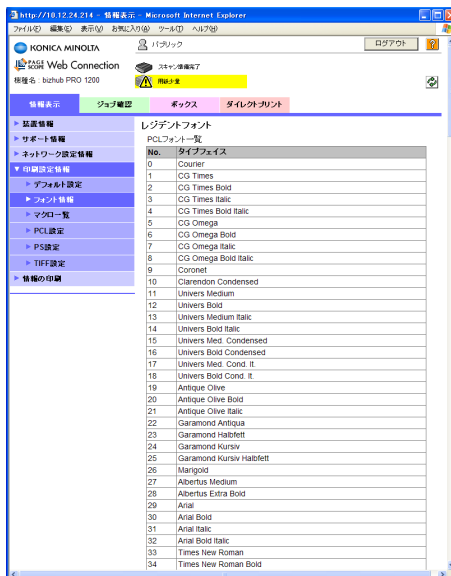 http://10.12.24.214 - 情報表示 - Microsoft Internet Explorer
ファイル(F) 編集(E) 表示(V) お気に入り(A) ツール(T) ヘルプ(H)
KONICA MINOLTA
パブリック
ログアウト
?
PAGE SCOPE Web Connection
スキャン準備完了
機種名 : bizhub PRO 1200
用紙少量
情報表示 ジョブ確認 ボックス ダイレクトプリント
装置情報
サポート情報
ネットワーク設定情報
印刷設定情報
デフォルト設定
フォント情報
マクロ一覧
PCL設定
PS設定
TIFF設定
情報の印刷
レジデントフォント
PCLフォント一覧
No. タイプフェイス
0 Courier
1 CG Times
2 CG Times Bold
3 CG Times Italic
4 CG Times Bold Italic
5 CG Omega
6 CG Omega Bold
7 CG Omega Italic
8 CG Omega Bold Italic
9 Coronet
10 Clarendon Condensed
11 Univers Medium
12 Univers Bold
13 Univers Medium Italic
14 Univers Bold Italic
15 Univers Med. Condensed
16 Univers Bold Condensed
17 Univers Med. Cond. It.
18 Univers Bold Cond. It.
19 Antique Olive
20 Antique Olive Bold
21 Antique Olive Italic
22 Garamond Antiqua
23 Garamond Halbfett
24 Garamond Kursiv
25 Garamond Kursiv Halbfett
26 Marigold
27 Albertus Medium
28 Albertus Extra Bold
29 Arial
30 Arial Bold
31 Arial Italic
32 Arial Bold Italic
33 Times New Roman
34 Times New Roman Bold